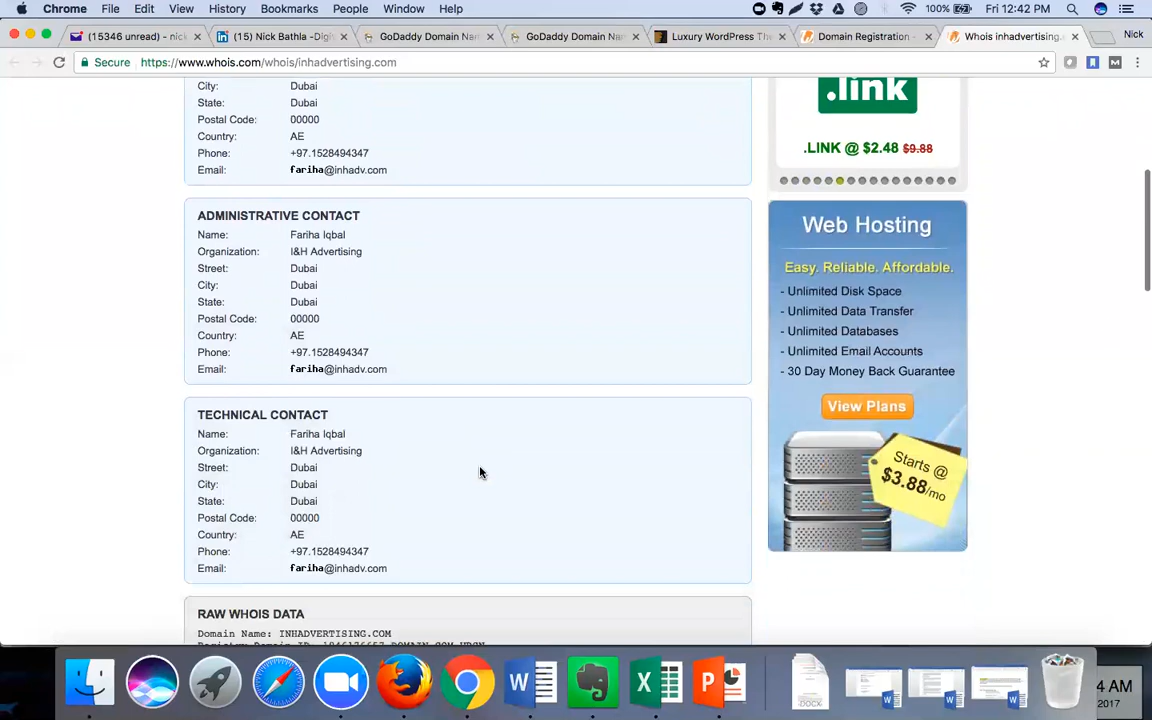 Chrome File Edit View History Bookmarks People Window Help 100% Fri 12:42 PM
(15346 unread) - nick
(15) Nick Bathla -Digi
GoDaddy Domain Nam
GoDaddy Domain Nam
Luxury WordPress Th
Domain Registration -
Whois inhadvertising.
Nick
Secure https://www.whois.com/whois/inhadvertising.com
City: Dubai
State: Dubai
Postal Code: 00000
Country: AE
Phone: +97.1528494347
Email: fariha@inhadv.com
ADMINISTRATIVE CONTACT
Name: Fariha Iqbal
Organization: I&H Advertising
Street: Dubai
City: Dubai
State: Dubai
Postal Code: 00000
Country: AE
Phone: +97.1528494347
Email: fariha@inhadv.com
TECHNICAL CONTACT
Name: Fariha Iqbal
Organization: I&H Advertising
Street: Dubai
City: Dubai
State: Dubai
Postal Code: 00000
Country: AE
Phone: +97.1528494347
Email: fariha@inhadv.com
RAW WHOIS DATA
Domain Name: INHADVERTISING.COM
.link
.LINK @ $2.48 $9.88
Web Hosting
Easy. Reliable. Affordable.
- Unlimited Disk Space
- Unlimited Data Transfer
- Unlimited Databases
- Unlimited Email Accounts
- 30 Day Money Back Guarantee
View Plans
Starts @
$3.88/mo
W
X
P
DOCX
W
W
W
4 AM
2017